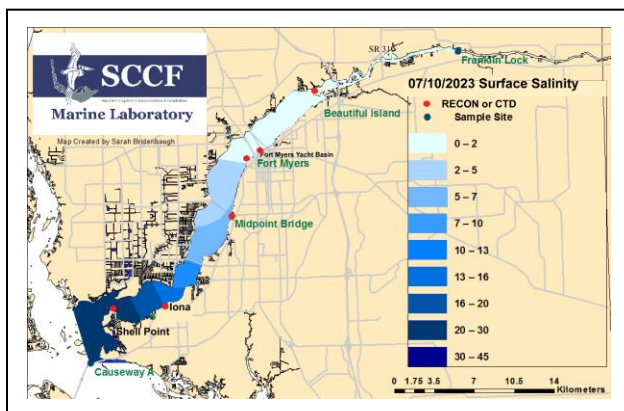 SCCF
Marine Laboratory
Map Created by Sarah Bridenbaugh
SR 31
Franklin Lock
07/10/2023 Surface Salinity
RECON or CTD
Sample Site
Beautiful Island
Fort Myers Yacht Basin
Fort Myers
Midpoint Bridge
Iona
Shell Point
Causeway A
0 – 2
2 – 5
5 – 7
7 – 10
10 – 13
13 – 16
16 – 20
20 – 30
30 – 45
0 1.75 3.5 7 10.5 14
Kilometers